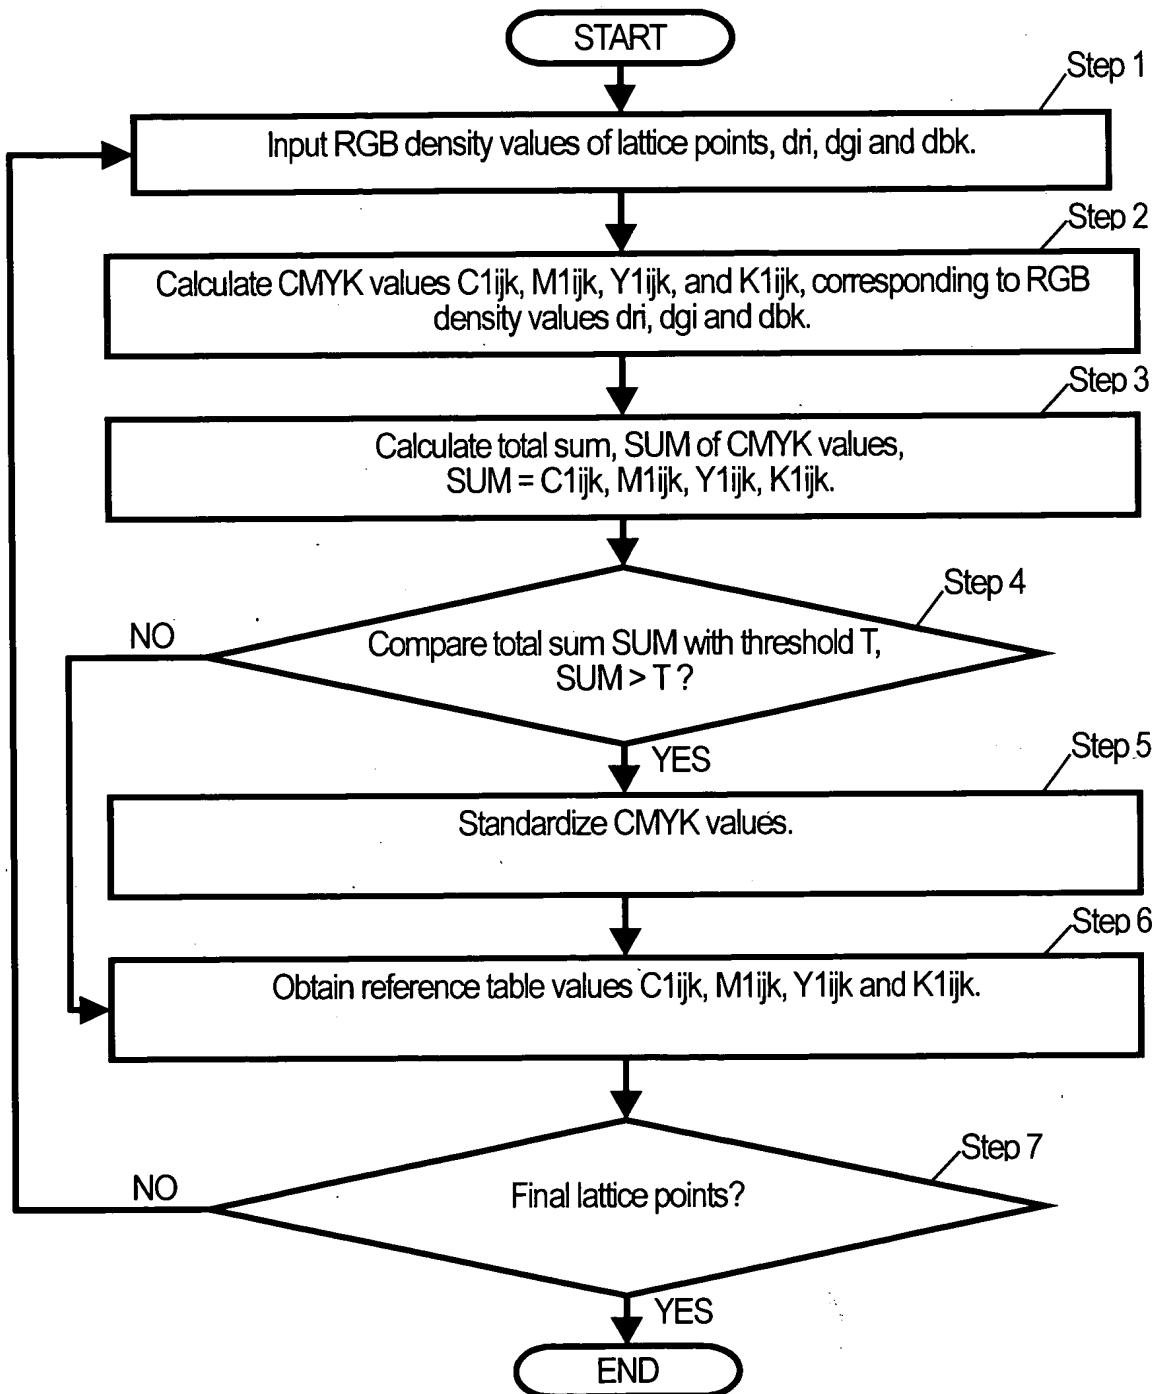 START
Step 1
Input RGB density values of lattice points, dri, dgi and dbk.
Step 2
Calculate CMYK values C1ijk, M1ijk, Y1ijk, and K1ijk, corresponding to RGB
density values dri, dgi and dbk.
Step 3
Calculate total sum, SUM of CMYK values,
SUM = C1ijk, M1ijk, Y1ijk, K1ijk.
Step 4
NO
Compare total sum SUM with threshold T,
SUM > T ?
YES
Step 5
Standardize CMYK values.
Step 6
Obtain reference table values C1ijk, M1ijk, Y1ijk and K1ijk.
Step 7
NO
Final lattice points?
YES
END